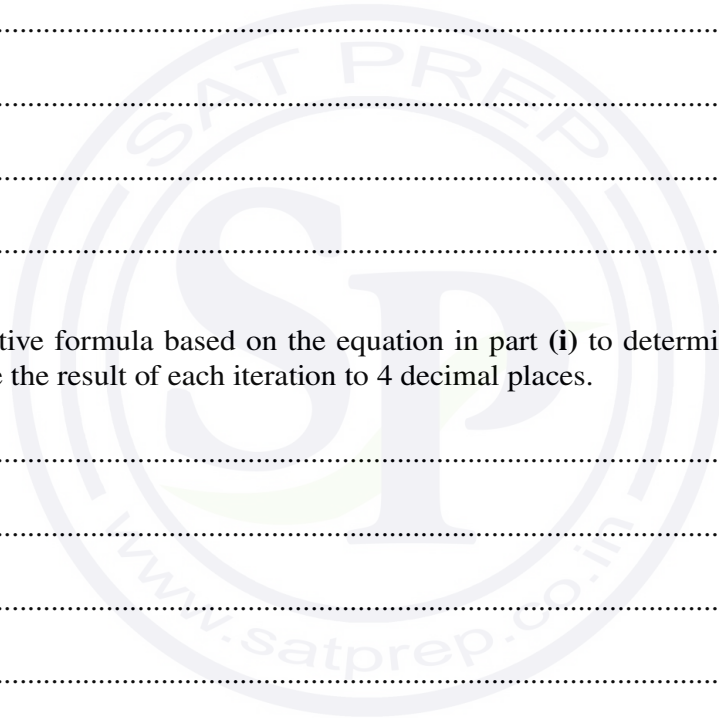 SAT PREP
SP
tive formula based on the equation in part (i) to determi
e the result of each iteration to 4 decimal places.
www.satprep.co.in